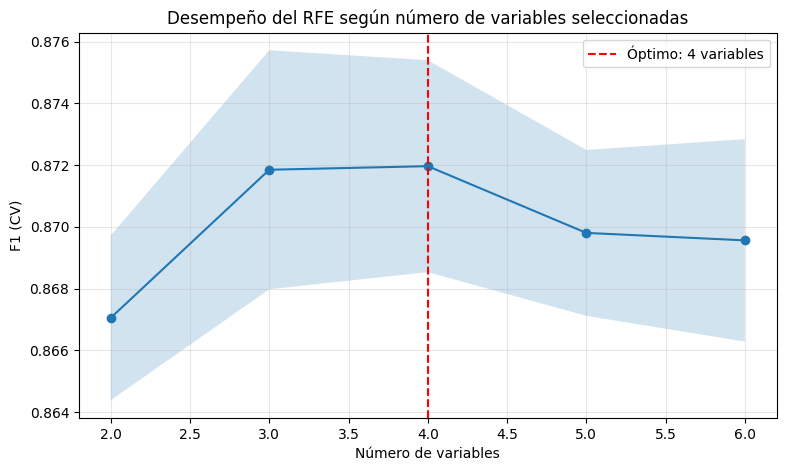 Desempeño del RFE según número de variables seleccionadas
Óptimo: 4 variables
F1 (CV)
0.876
0.874
0.872
0.870
0.868
0.866
0.864
2.0 2.5 3.0 3.5 4.0 4.5 5.0 5.5 6.0
Número de variables